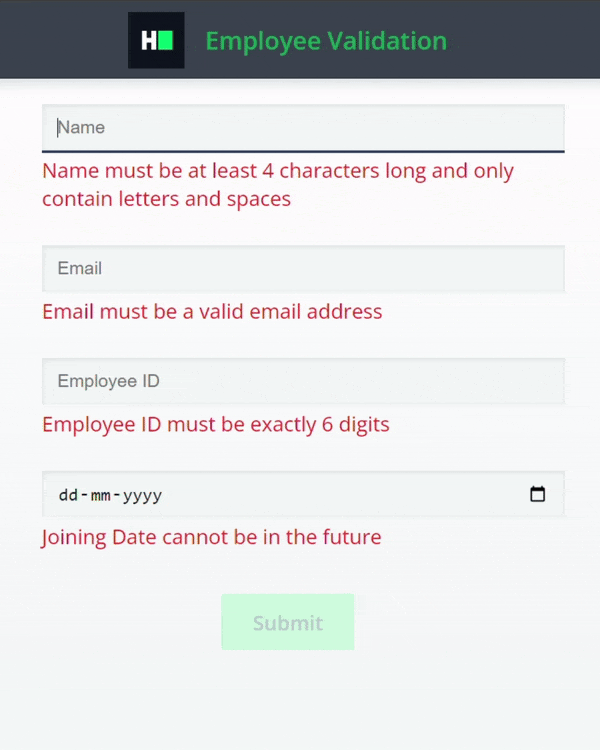 H
Employee Validation
Name
Name must be at least 4 characters long and only
contain letters and spaces
Email
Email must be a valid email address
Employee ID
Employee ID must be exactly 6 digits
dd-mm-yyyy
Joining Date cannot be in the future
Submit